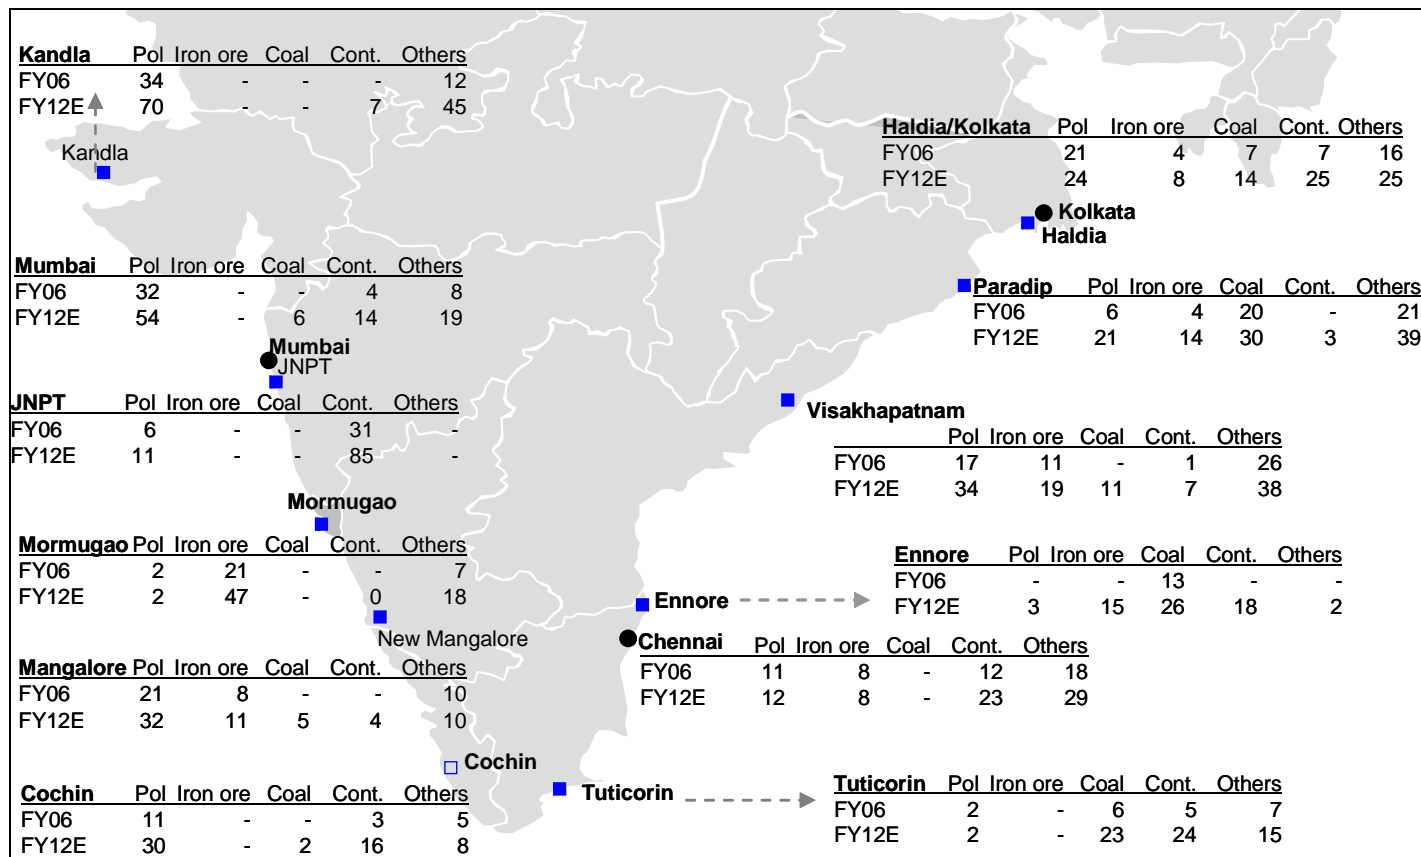 Kandla Pol Iron ore Coal Cont. Others
FY06 34 - - - 12
FY12E 70 - - 7 45
Kandla
Haldia/Kolkata Pol Iron ore Coal Cont. Others
FY06 21 4 7 7 16
FY12E 24 8 14 25 25
Kolkata
Haldia
Mumbai Pol Iron ore Coal Cont. Others
FY06 32 - - 4 8
FY12E 54 - 6 14 19
Mumbai
JNPT
Paradip Pol Iron ore Coal Cont. Others
FY06 6 4 20 - 21
FY12E 21 14 30 3 39
JNPT Pol Iron ore Coal Cont. Others
FY06 6 - - 31 -
FY12E 11 - - 85 -
Visakhapatnam
Pol Iron ore Coal Cont. Others
FY06 17 11 - 1 26
FY12E 34 19 11 7 38
Mormugao
Mormugao Pol Iron ore Coal Cont. Others
FY06 2 21 - - 7
FY12E 2 47 - 0 18
New Mangalore
Ennore
Ennore Pol Iron ore Coal Cont. Others
FY06 - - 13 - -
FY12E 3 15 26 18 2
Chennai Pol Iron ore Coal Cont. Others
FY06 11 8 - 12 18
FY12E 12 8 - 23 29
Mangalore Pol Iron ore Coal Cont. Others
FY06 21 8 - - 10
FY12E 32 11 5 4 10
Cochin
Cochin Pol Iron ore Coal Cont. Others
FY06 11 - - 3 5
FY12E 30 - 2 16 8
Tuticorin
Tuticorin Pol Iron ore Coal Cont. Others
FY06 2 - 6 5 7
FY12E 2 - 23 24 15